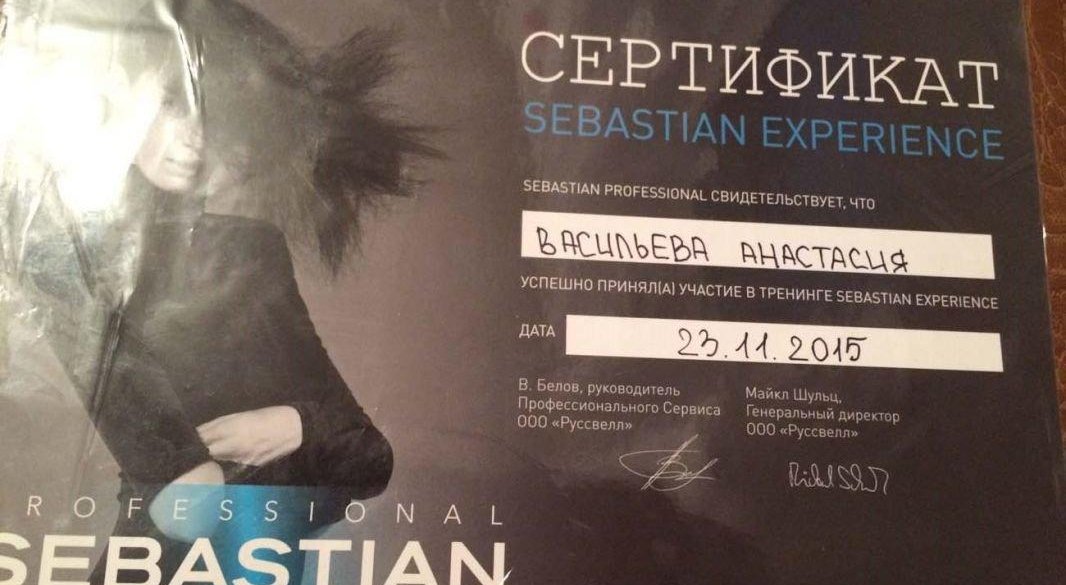 СЕРТИФИКАТ
SEBASTIAN EXPERIENCE
SEBASTIAN PROFESSIONAL СВИДЕТЕЛЬСТВУЕТ, ЧТО
ВАСИЛЬЕВА АНАСТАСИЯ
УСПЕШНО ПРИНЯЛ(А) УЧАСТИЕ В ТРЕНИНГЕ SEBASTIAN EXPERIENCE
ДАТА 23.11.2015
В. Белов, руководитель
Профессионального Сервиса
ООО «Руссвелл»
Майкл Шульц,
Генеральный директор
ООО «Руссвелл»
ROFESSIONAL
SEBASTIAN